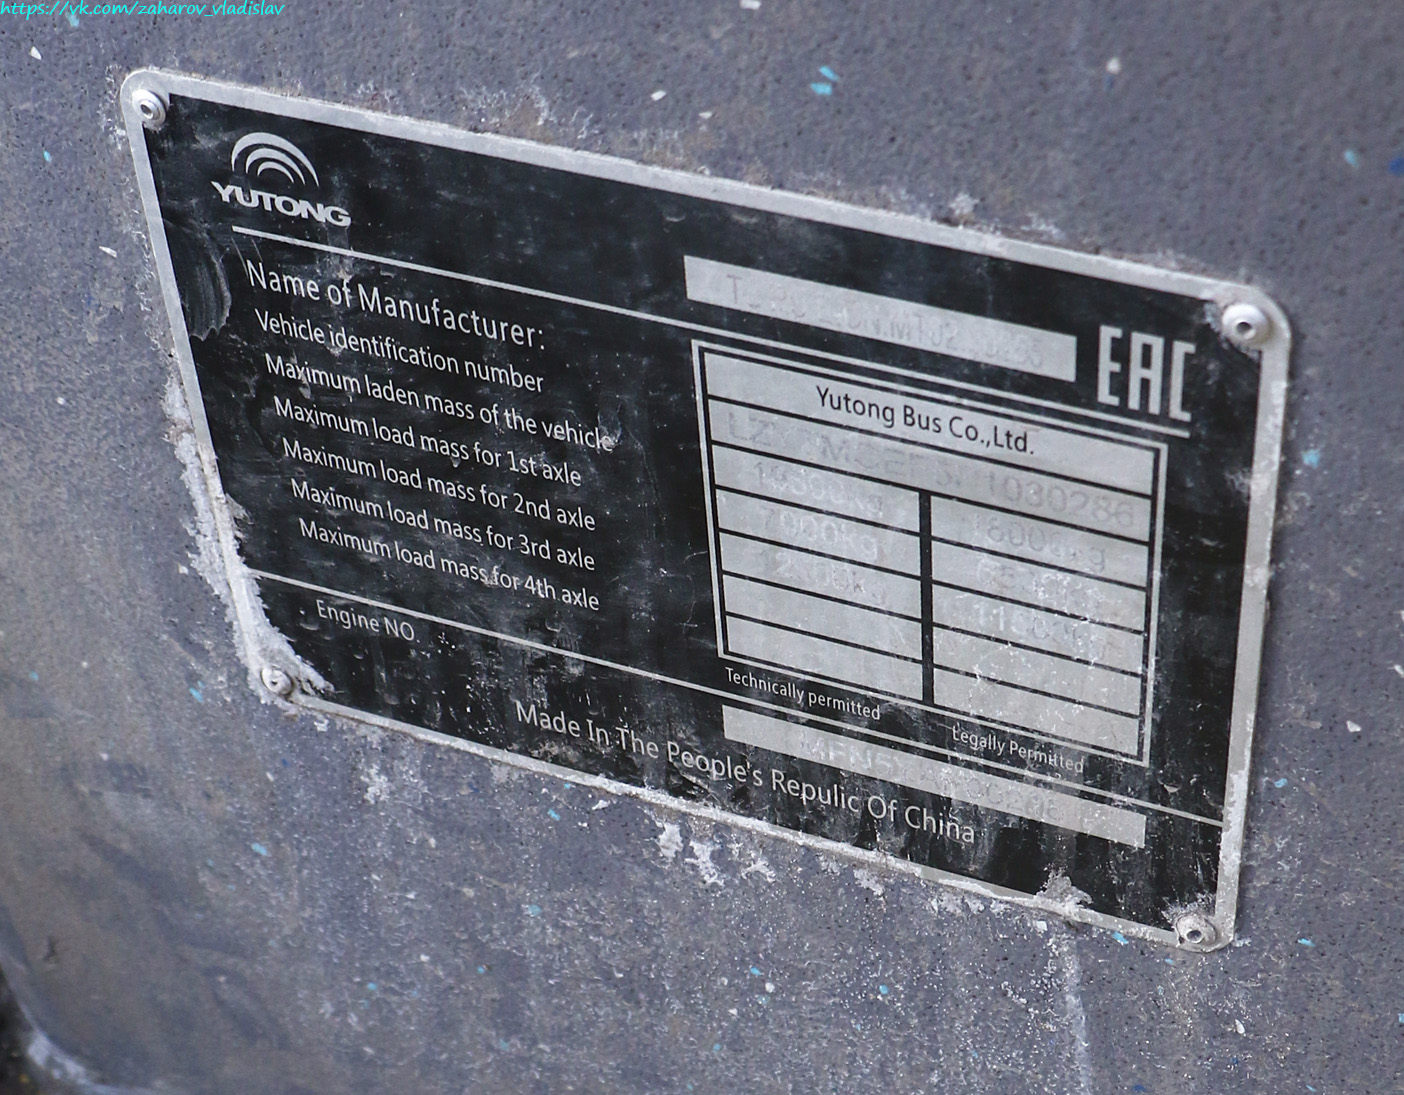 https://vk.com/zaharov_vladislav
YUTONG
EAC
Name of Manufacturer:
Yutong Bus Co.,Ltd.
Vehicle identification number
Maximum laden mass of the vehicle
18000kg
Maximum load mass for 1st axle
7000kg
Maximum load mass for 2nd axle
Maximum load mass for 3rd axle
Maximum load mass for 4th axle
Technically permitted
Legally Permitted
Engine NO.
Made In The People's Repulic Of China